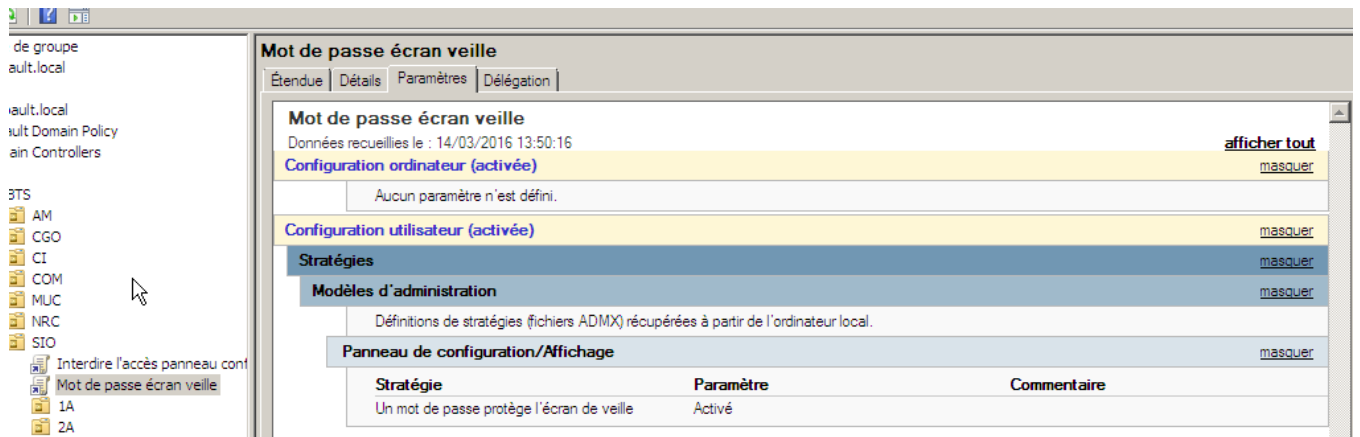 de groupe
ault.local
ault.local
ault Domain Policy
ain Controllers
BTS
AM
CGO
CI
COM
MUC
NRC
SIO
Interdire l'accès panneau conf
Mot de passe écran veille
1A
2A
Mot de passe écran veille
Étendue Détails Paramètres Délégation
Mot de passe écran veille
Données recueillies le : 14/03/2016 13:50:16 afficher tout
Configuration ordinateur (activée) masquer
Aucun paramètre n'est défini.
Configuration utilisateur (activée) masquer
Stratégies masquer
Modèles d'administration masquer
Définitions de stratégies (fichiers ADMX) récupérées à partir de l'ordinateur local.
Panneau de configuration/Affichage masquer
Stratégie Paramètre Commentaire
Un mot de passe protège l'écran de veille Activé